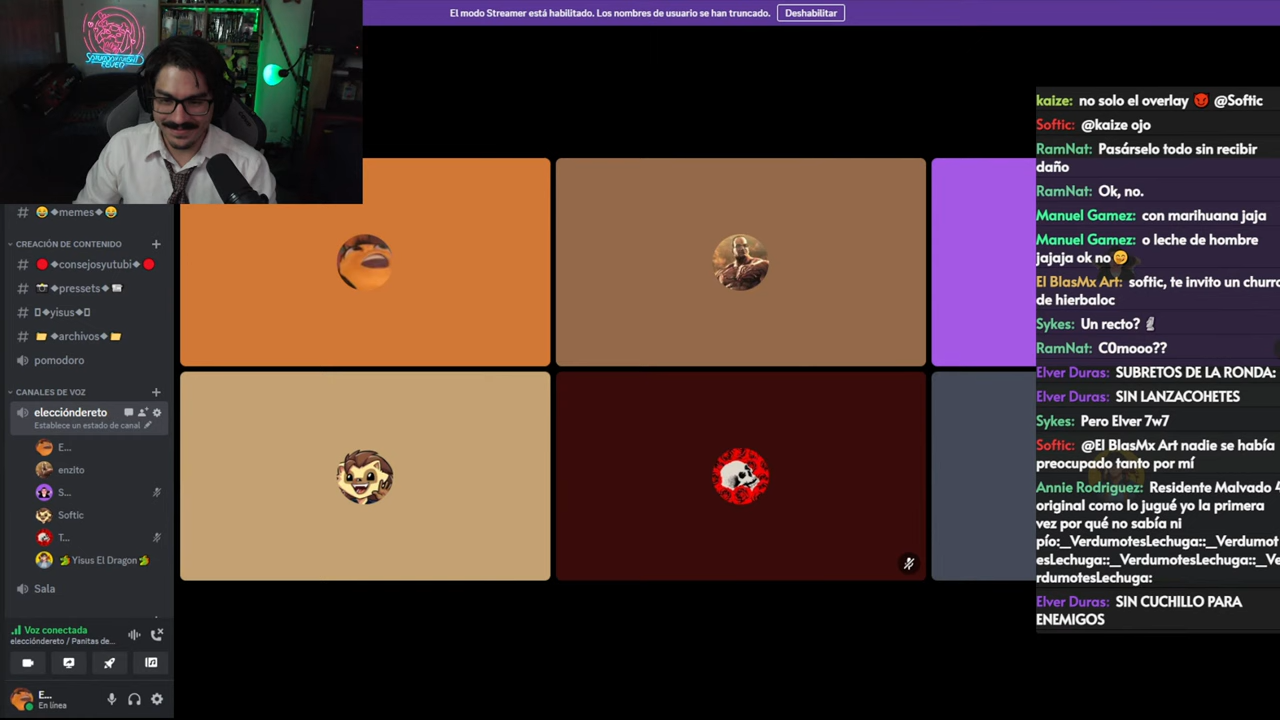 El modo Streamer está habilitado. Los nombres de usuario se han truncado.
Deshabilitar
# 😂 ◆memes◆ 😂
CREACIÓN DE CONTENIDO
# 🔴 ◆consejosyutubi◆ 🔴
# 📸 ◆pressets◆ 📷
# ◆yisus◆
# 📁 ◆archivos◆ 📁
pomodoro
CANALES DE VOZ
eleccióndereto
Establece un estado de canal
E...
enzito
S...
Softic
T...
🐲 Yisus El Dragon 🐲
Sala
Voz conectada
eleccióndereto / Panitas de...
E...
En línea
kaize: no solo el overlay 😈 @Softic
Softic: @kaize ojo
RamNat: Pasárselo todo sin recibir
daño
RamNat: Ok, no.
Manuel Gamez: con marihuana jaja
Manuel Gamez: o leche de hombre
jajaja ok no 😊
El BlasMx Art: softic, te invito un churro
de hierbaloc
Sykes: Un recto? ✌
RamNat: C0mooo??
Elver Duras: SUBRETOS DE LA RONDA:
Elver Duras: SIN LANZACOHETES
Sykes: Pero Elver 7w7
Softic: @El BlasMx Art nadie se había
preocupado tanto por mí
Annie Rodriguez: Residente Malvado 4
original como lo jugué yo la primera
vez por qué no sabía ni
pío:__VerdumotesLechuga::__Verdumot
esLechuga::__VerdumotesLechuga::__Ve
rdumotesLechuga:
Elver Duras: SIN CUCHILLO PARA
ENEMIGOS